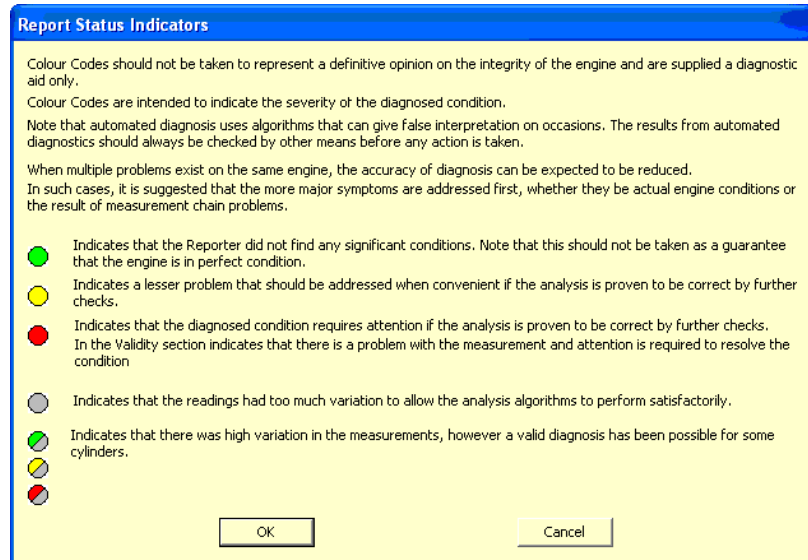 Report Status Indicators
Colour Codes should not be taken to represent a definitive opinion on the integrity of the engine and are supplied a diagnostic
aid only.
Colour Codes are intended to indicate the severity of the diagnosed condition.
Note that automated diagnosis uses algorithms that can give false interpretation on occasions. The results from automated
diagnostics should always be checked by other means before any action is taken.
When multiple problems exist on the same engine, the accuracy of diagnosis can be expected to be reduced.
In such cases, it is suggested that the more major symptoms are addressed first, whether they be actual engine conditions or
the result of measurement chain problems.
Indicates that the Reporter did not find any significant conditions. Note that this should not be taken as a guarantee
that the engine is in perfect condition.
Indicates a lesser problem that should be addressed when convenient if the analysis is proven to be correct by further
checks.
Indicates that the diagnosed condition requires attention if the analysis is proven to be correct by further checks.
In the Validity section indicates that there is a problem with the measurement and attention is required to resolve the
condition
Indicates that the readings had too much variation to allow the analysis algorithms to perform satisfactorily.
Indicates that there was high variation in the measurements, however a valid diagnosis has been possible for some
cylinders.
OK
Cancel